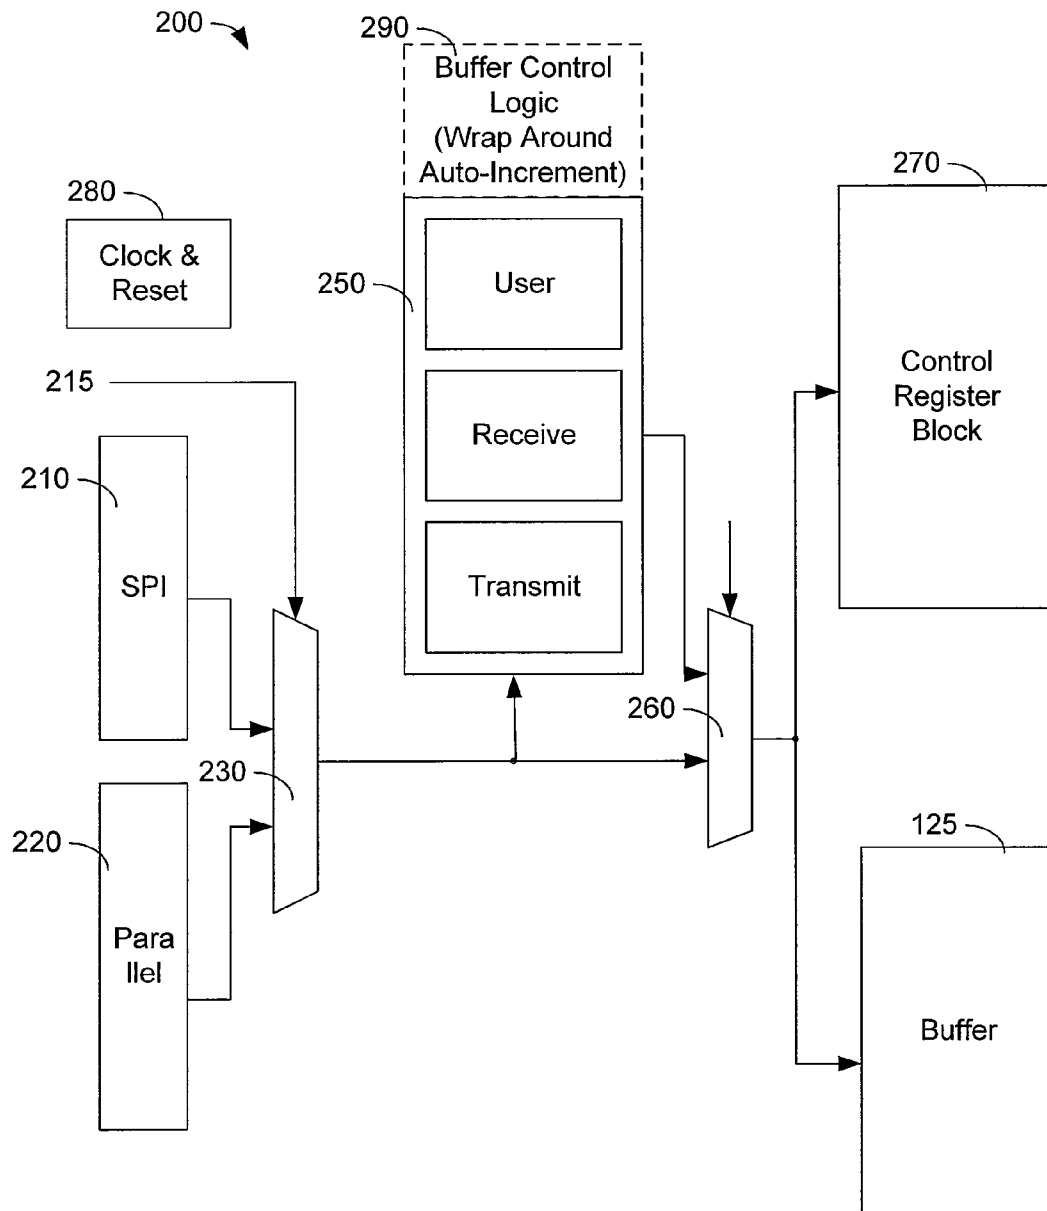 200
290
Buffer Control
Logic
(Wrap Around
Auto-Increment)
270
280
Clock &
Reset
250
User
215
Control
Register
Block
Receive
210
SPI
Transmit
260
230
220
125
Para
llel
Buffer